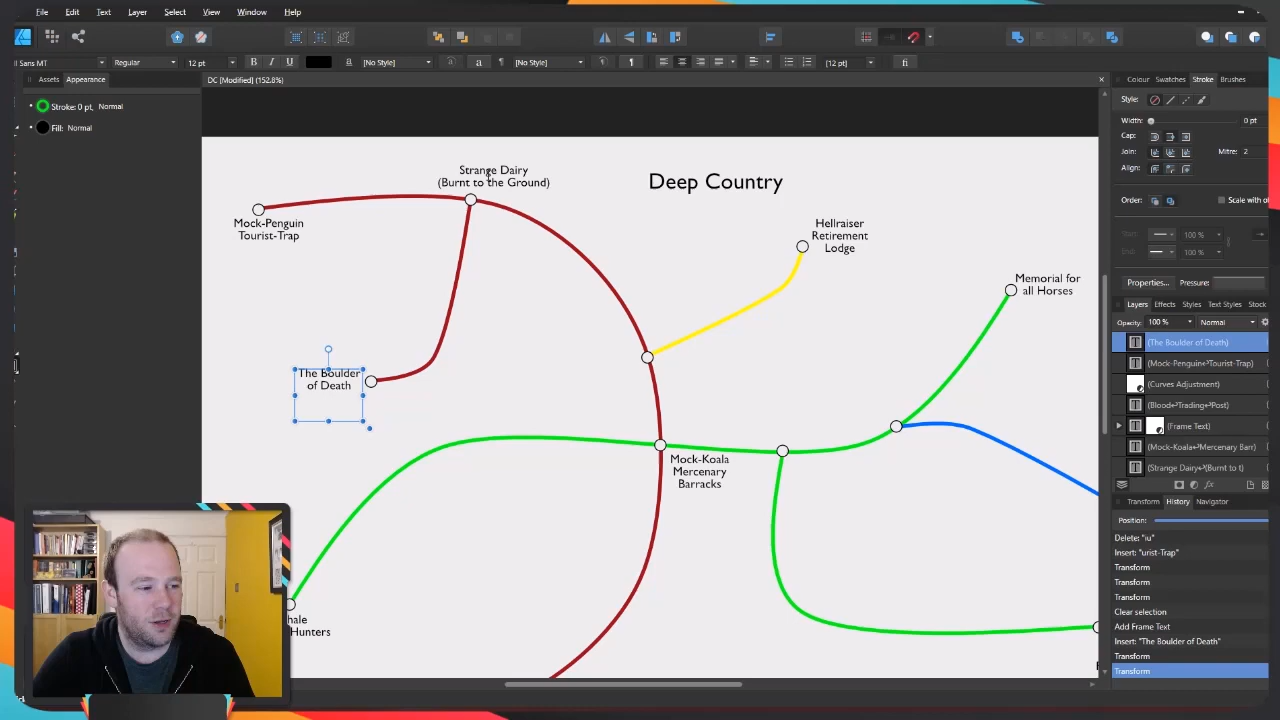 File
Edit
Text
Layer
Select
View
Window
Help
ll Sans MT
Regular
12 pt
B
I
U
[No Style]
a
a
[No Style]
[12 pt]
(fi)
Assets
Appearance
DC [Modified] (152.8%)
Stroke: 0 pt, Normal
Fill: Normal
Deep Country
Strange Dairy
(Burnt to the Ground)
Mock-Penguin
Tourist-Trap
Hellraiser
Retirement
Lodge
Memorial for
all Horses
The Boulder
of Death
Mock-Koala
Mercenary
Barracks
hale
Hunters
Colour
Swatches
Stroke
Brushes
Style:
Width:
0 pt
Cap:
Join:
Mitre: 2
Align:
Order:
Scale with o
Start:
100 %
End:
100 %
Properties...
Pressure:
Layers
Effects
Styles
Text Styles
Stock
Opacity:
100 %
Normal
(The Boulder of Death)
(Mock-Penguin↵Tourist-Trap)
(Curves Adjustment)
(Blood↵Trading↵Post)
(Frame Text)
(Mock-Koala↵Mercenary Barr)
(Strange Dairy↵(Burnt to t)
Transform
History
Navigator
Position:
Delete: "iu"
Insert: "urist-Trap"
Transform
Transform
Transform
Clear selection
Add Frame Text
Insert: "The Boulder of Death"
Transform
Transform